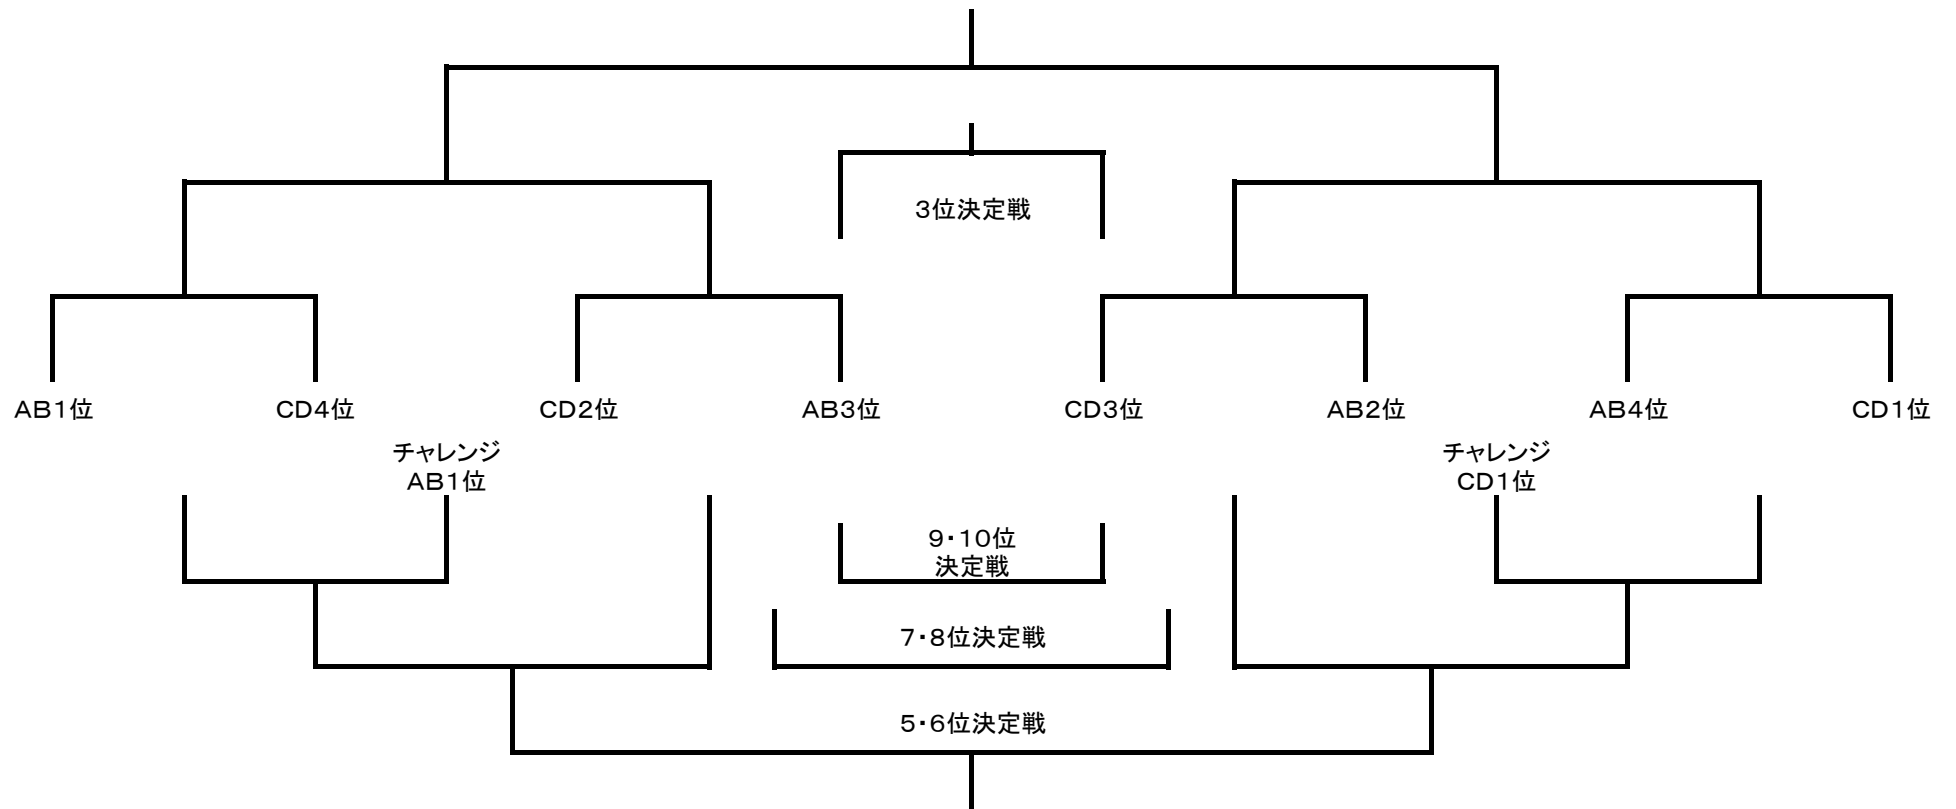 3位決定戦
AB1位
CD4位
CD2位
AB3位
CD3位
AB2位
AB4位
CD1位
チャレンジ
AB1位
チャレンジ
CD1位
9・10位
決定戦
7・8位決定戦
5・6位決定戦